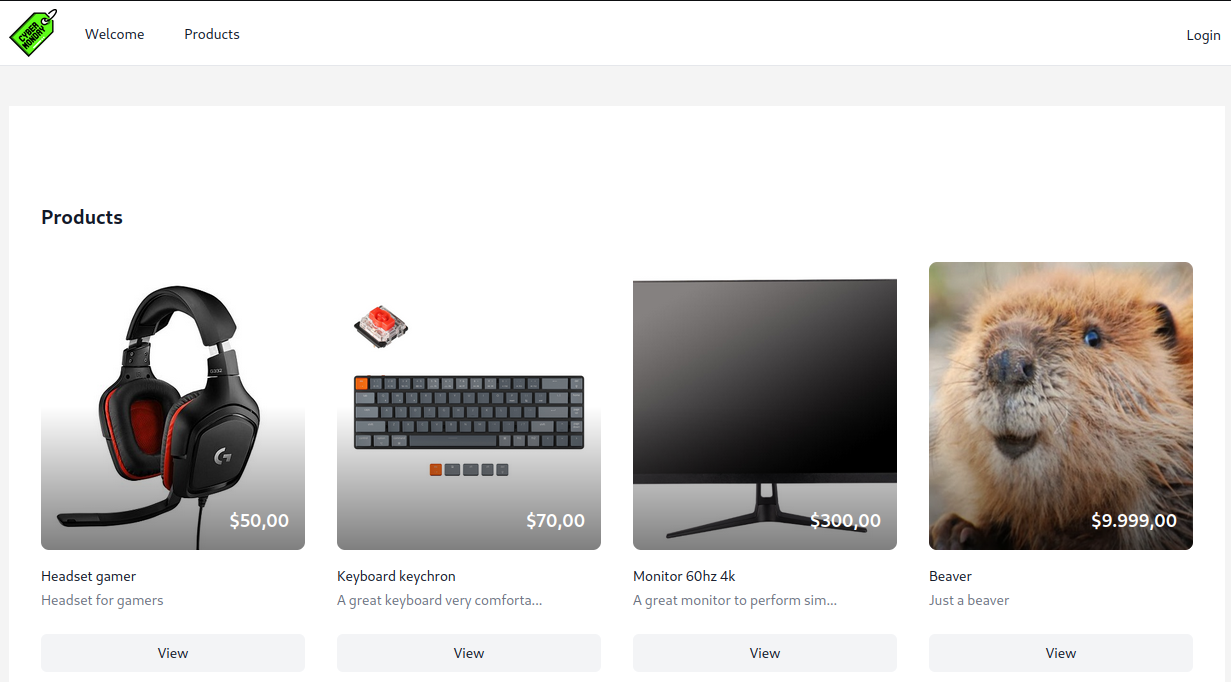 CYBER
MONDAY
Welcome
Products
Login
Products
$50,00
$70,00
$300,00
$9.999,00
Headset gamer
Keyboard keychron
Monitor 60hz 4k
Beaver
Headset for gamers
A great keyboard very comforta...
A great monitor to perform sim...
Just a beaver
View
View
View
View